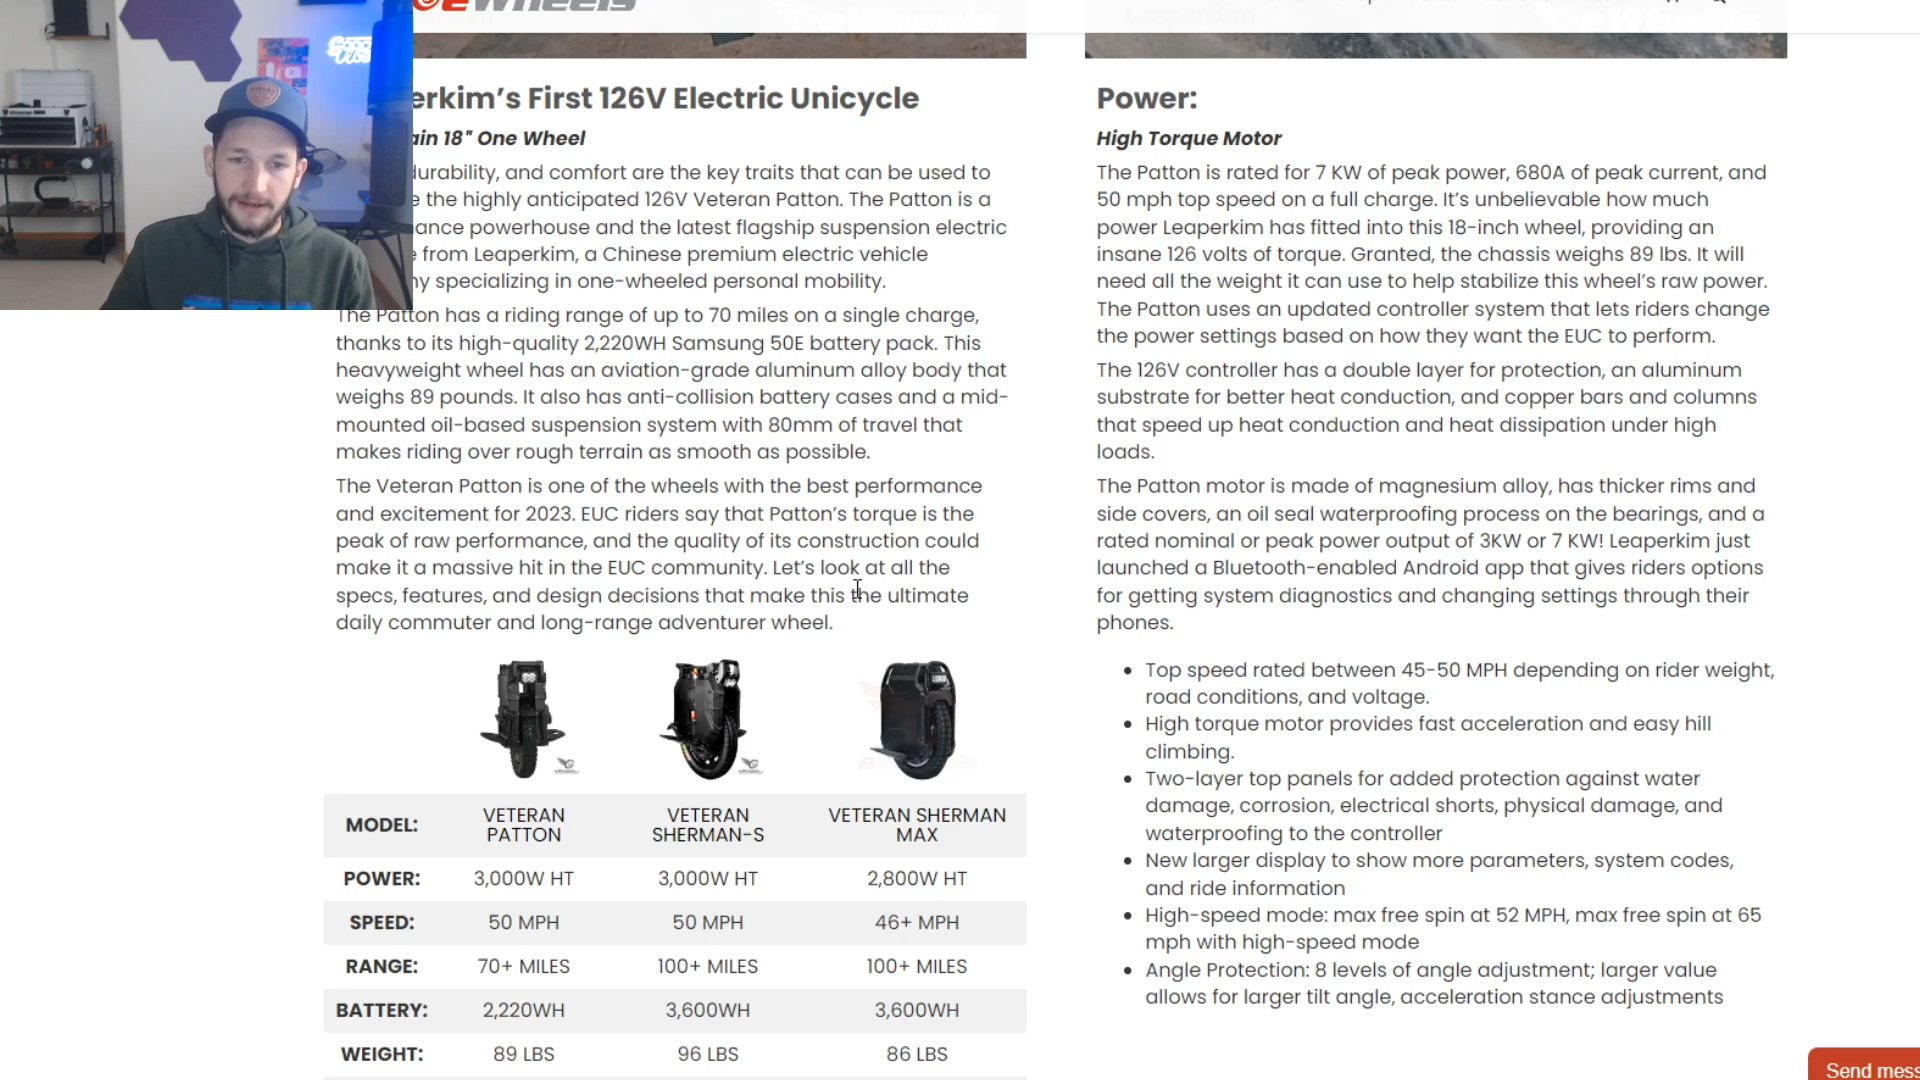 eWheels
erkim's First 126V Electric Unicycle
ain 18" One Wheel
durability, and comfort are the key traits that can be used to
e the highly anticipated 126V Veteran Patton. The Patton is a
ance powerhouse and the latest flagship suspension electric
e from Leaperkim, a Chinese premium electric vehicle
ny specializing in one-wheeled personal mobility.
The Patton has a riding range of up to 70 miles on a single charge,
thanks to its high-quality 2,220WH Samsung 50E battery pack. This
heavyweight wheel has an aviation-grade aluminum alloy body that
weighs 89 pounds. It also has anti-collision battery cases and a mid-
mounted oil-based suspension system with 80mm of travel that
makes riding over rough terrain as smooth as possible.
The Veteran Patton is one of the wheels with the best performance
and excitement for 2023. EUC riders say that Patton's torque is the
peak of raw performance, and the quality of its construction could
make it a massive hit in the EUC community. Let's look at all the
specs, features, and design decisions that make this the ultimate
daily commuter and long-range adventurer wheel.
MODEL: VETERAN PATTON VETERAN SHERMAN-S VETERAN SHERMAN MAX
POWER: 3,000W HT 3,000W HT 2,800W HT
SPEED: 50 MPH 50 MPH 46+ MPH
RANGE: 70+ MILES 100+ MILES 100+ MILES
BATTERY: 2,220WH 3,600WH 3,600WH
WEIGHT: 89 LBS 96 LBS 86 LBS
Power:
High Torque Motor
The Patton is rated for 7 KW of peak power, 680A of peak current, and
50 mph top speed on a full charge. It's unbelievable how much
power Leaperkim has fitted into this 18-inch wheel, providing an
insane 126 volts of torque. Granted, the chassis weighs 89 lbs. It will
need all the weight it can use to help stabilize this wheel's raw power.
The Patton uses an updated controller system that lets riders change
the power settings based on how they want the EUC to perform.
The 126V controller has a double layer for protection, an aluminum
substrate for better heat conduction, and copper bars and columns
that speed up heat conduction and heat dissipation under high
loads.
The Patton motor is made of magnesium alloy, has thicker rims and
side covers, an oil seal waterproofing process on the bearings, and a
rated nominal or peak power output of 3KW or 7 KW! Leaperkim just
launched a Bluetooth-enabled Android app that gives riders options
for getting system diagnostics and changing settings through their
phones.
• Top speed rated between 45-50 MPH depending on rider weight,
road conditions, and voltage.
• High torque motor provides fast acceleration and easy hill
climbing.
• Two-layer top panels for added protection against water
damage, corrosion, electrical shorts, physical damage, and
waterproofing to the controller
• New larger display to show more parameters, system codes,
and ride information
• High-speed mode: max free spin at 52 MPH, max free spin at 65
mph with high-speed mode
• Angle Protection: 8 levels of angle adjustment; larger value
allows for larger tilt angle, acceleration stance adjustments
Send mess